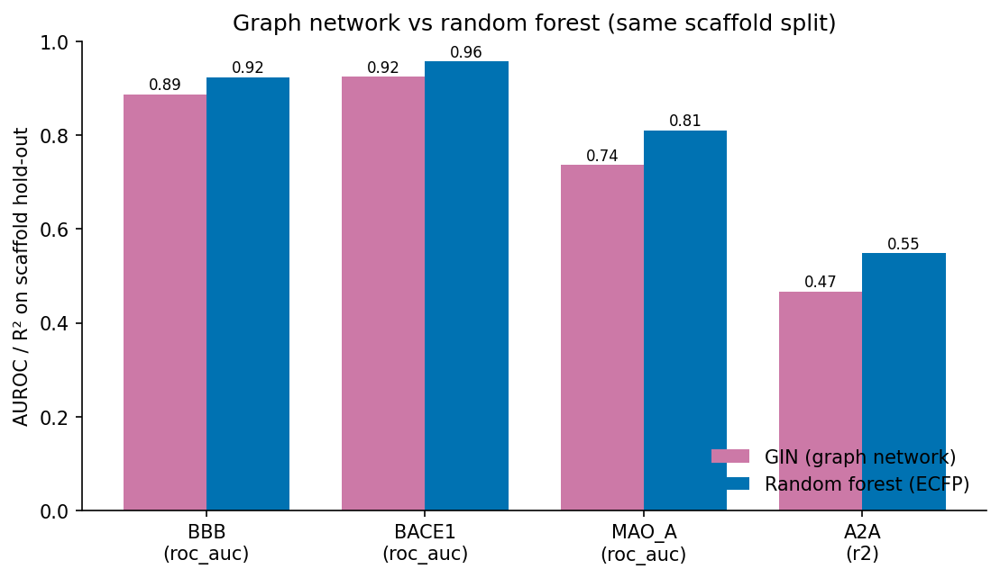 Graph network vs random forest (same scaffold split)
AUROC / R² on scaffold hold-out
1.0
0.8
0.6
0.4
0.2
0.0
0.89
0.92
0.92
0.96
0.74
0.81
0.47
0.55
GIN (graph network)
Random forest (ECFP)
BBB
(roc_auc)
BACE1
(roc_auc)
MAO_A
(roc_auc)
A2A
(r2)